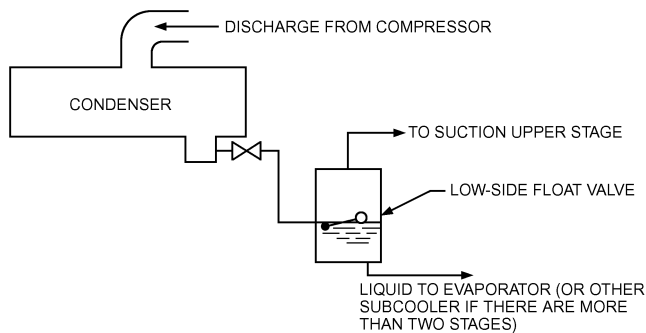 DISCHARGE FROM COMPRESSOR
CONDENSER
TO SUCTION UPPER STAGE
LOW-SIDE FLOAT VALVE
LIQUID TO EVAPORATOR (OR OTHER
SUBCOOLER IF THERE ARE MORE
THAN TWO STAGES)